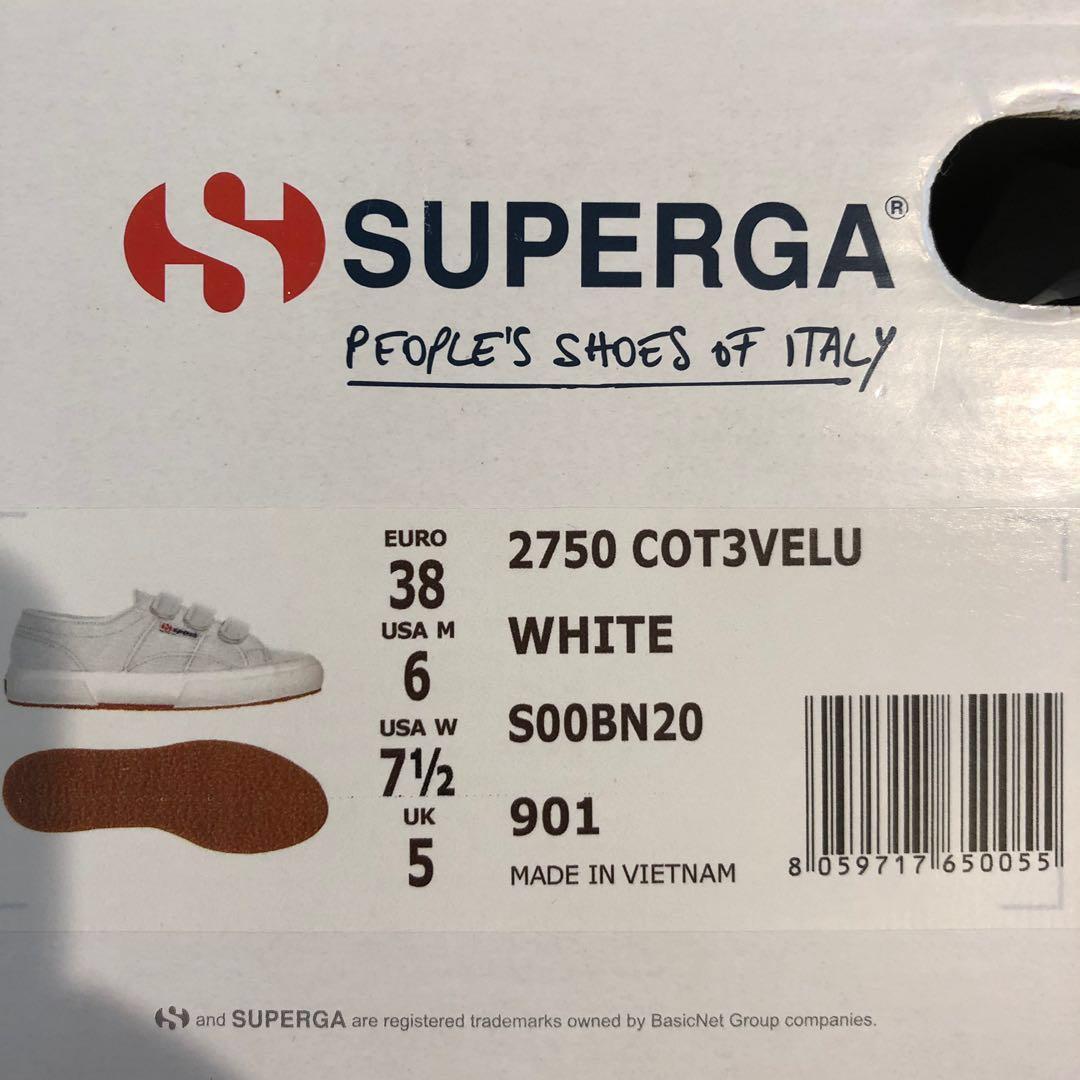 SUPERGA®
PEOPLE'S SHOES OF ITALY
EURO
38
USA M
6
USA W
7½
UK
5
2750 COT3VELU
WHITE
S00BN20
901
MADE IN VIETNAM
SUPERGA
8 059717 650055
and SUPERGA are registered trademarks owned by BasicNet Group companies.